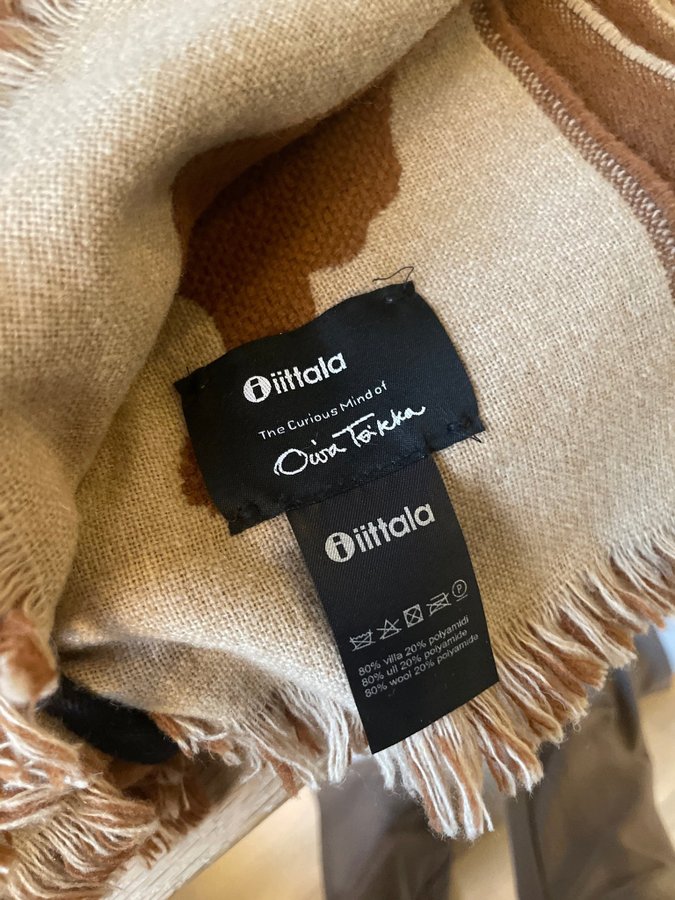 iittala
The Curious Mind of
Oiva Toikka
iittala
P
80% villa 20% polyamidi
80% ull 20% polyamide
80% wool 20% polyamide